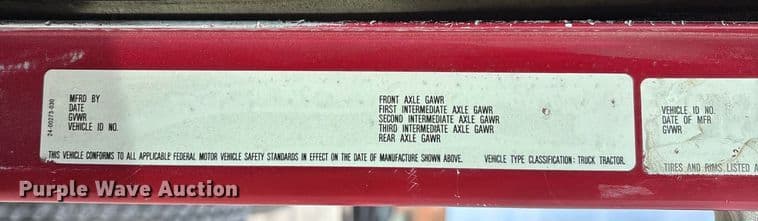 24-00273-030
MFRD BY
DATE
GVWR
VEHICLE ID NO.
FRONT AXLE GAWR
FIRST INTERMEDIATE AXLE GAWR
SECOND INTERMEDIATE AXLE GAWR
THIRD INTERMEDIATE AXLE GAWR
REAR AXLE GAWR
THIS VEHICLE CONFORMS TO ALL APPLICABLE FEDERAL MOTOR VEHICLE SAFETY STANDARDS IN EFFECT ON THE DATE OF MANUFACTURE SHOWN ABOVE. VEHICLE TYPE CLASSIFICATION: TRUCK TRACTOR.
VEHICLE ID NO.
DATE OF MFR
GVWR
TIRES AND RIMS LISTED A
Purple Wave Auction